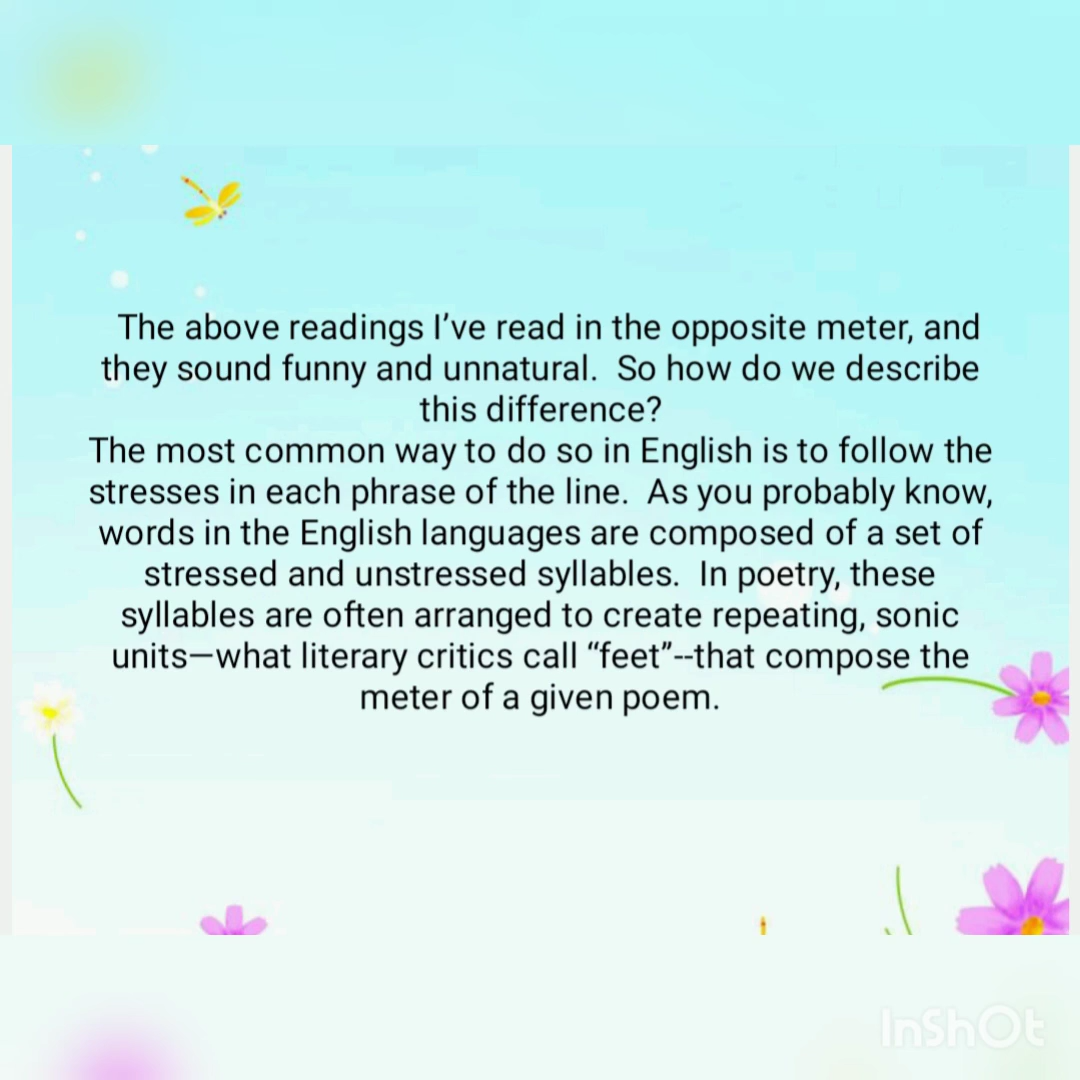 The above readings I’ve read in the opposite meter, and
they sound funny and unnatural.  So how do we describe
this difference?
The most common way to do so in English is to follow the
stresses in each phrase of the line.  As you probably know,
words in the English languages are composed of a set of
stressed and unstressed syllables.  In poetry, these
syllables are often arranged to create repeating, sonic
units—what literary critics call “feet”--that compose the
meter of a given poem.
InShOt